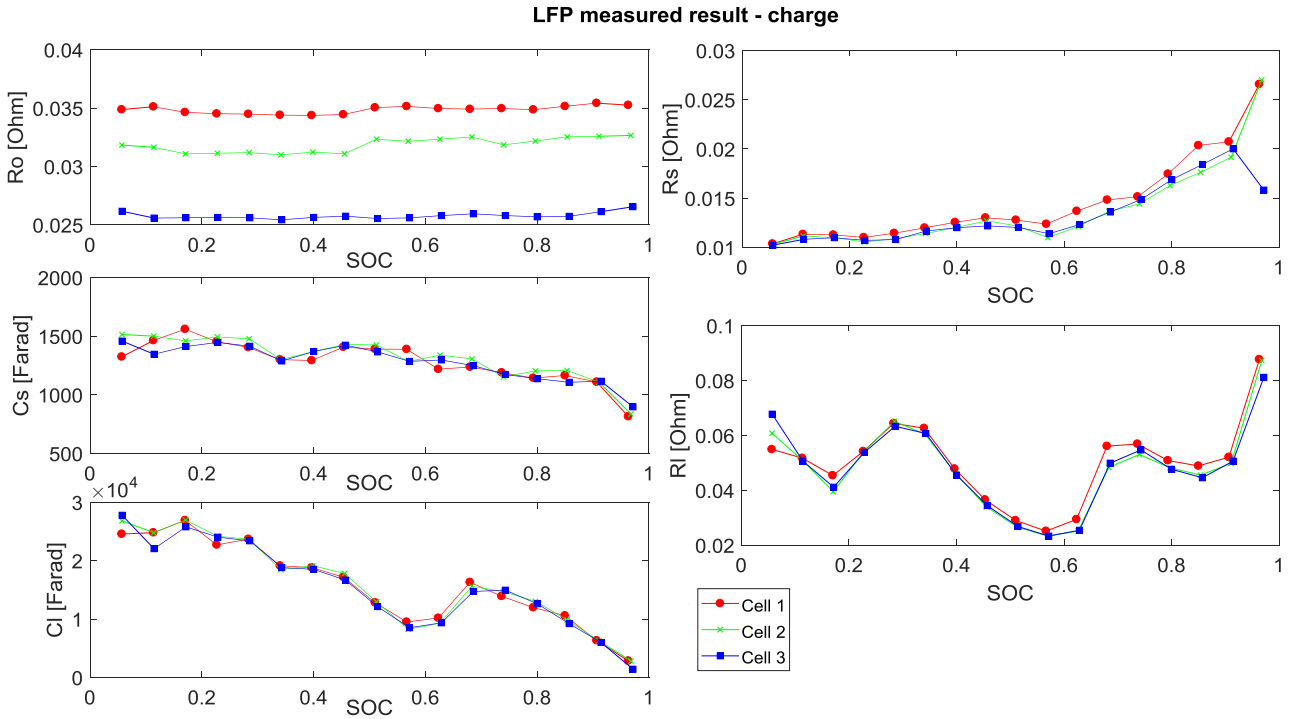 LFP measured result - charge
Ro [Ohm]
0.04
0.035
0.03
0.025
0 0.2 0.4 0.6 0.8 1
SOC
Rs [Ohm]
0.03
0.025
0.02
0.015
0.01
0 0.2 0.4 0.6 0.8 1
SOC
Cs [Farad]
2000
1500
1000
500
0 0.2 0.4 0.6 0.8 1
SOC
Rl [Ohm]
0.1
0.08
0.06
0.04
0.02
0 0.2 0.4 0.6 0.8 1
SOC
×10^4
Cl [Farad]
3
2
1
0
0 0.2 0.4 0.6 0.8 1
SOC
Cell 1
Cell 2
Cell 3